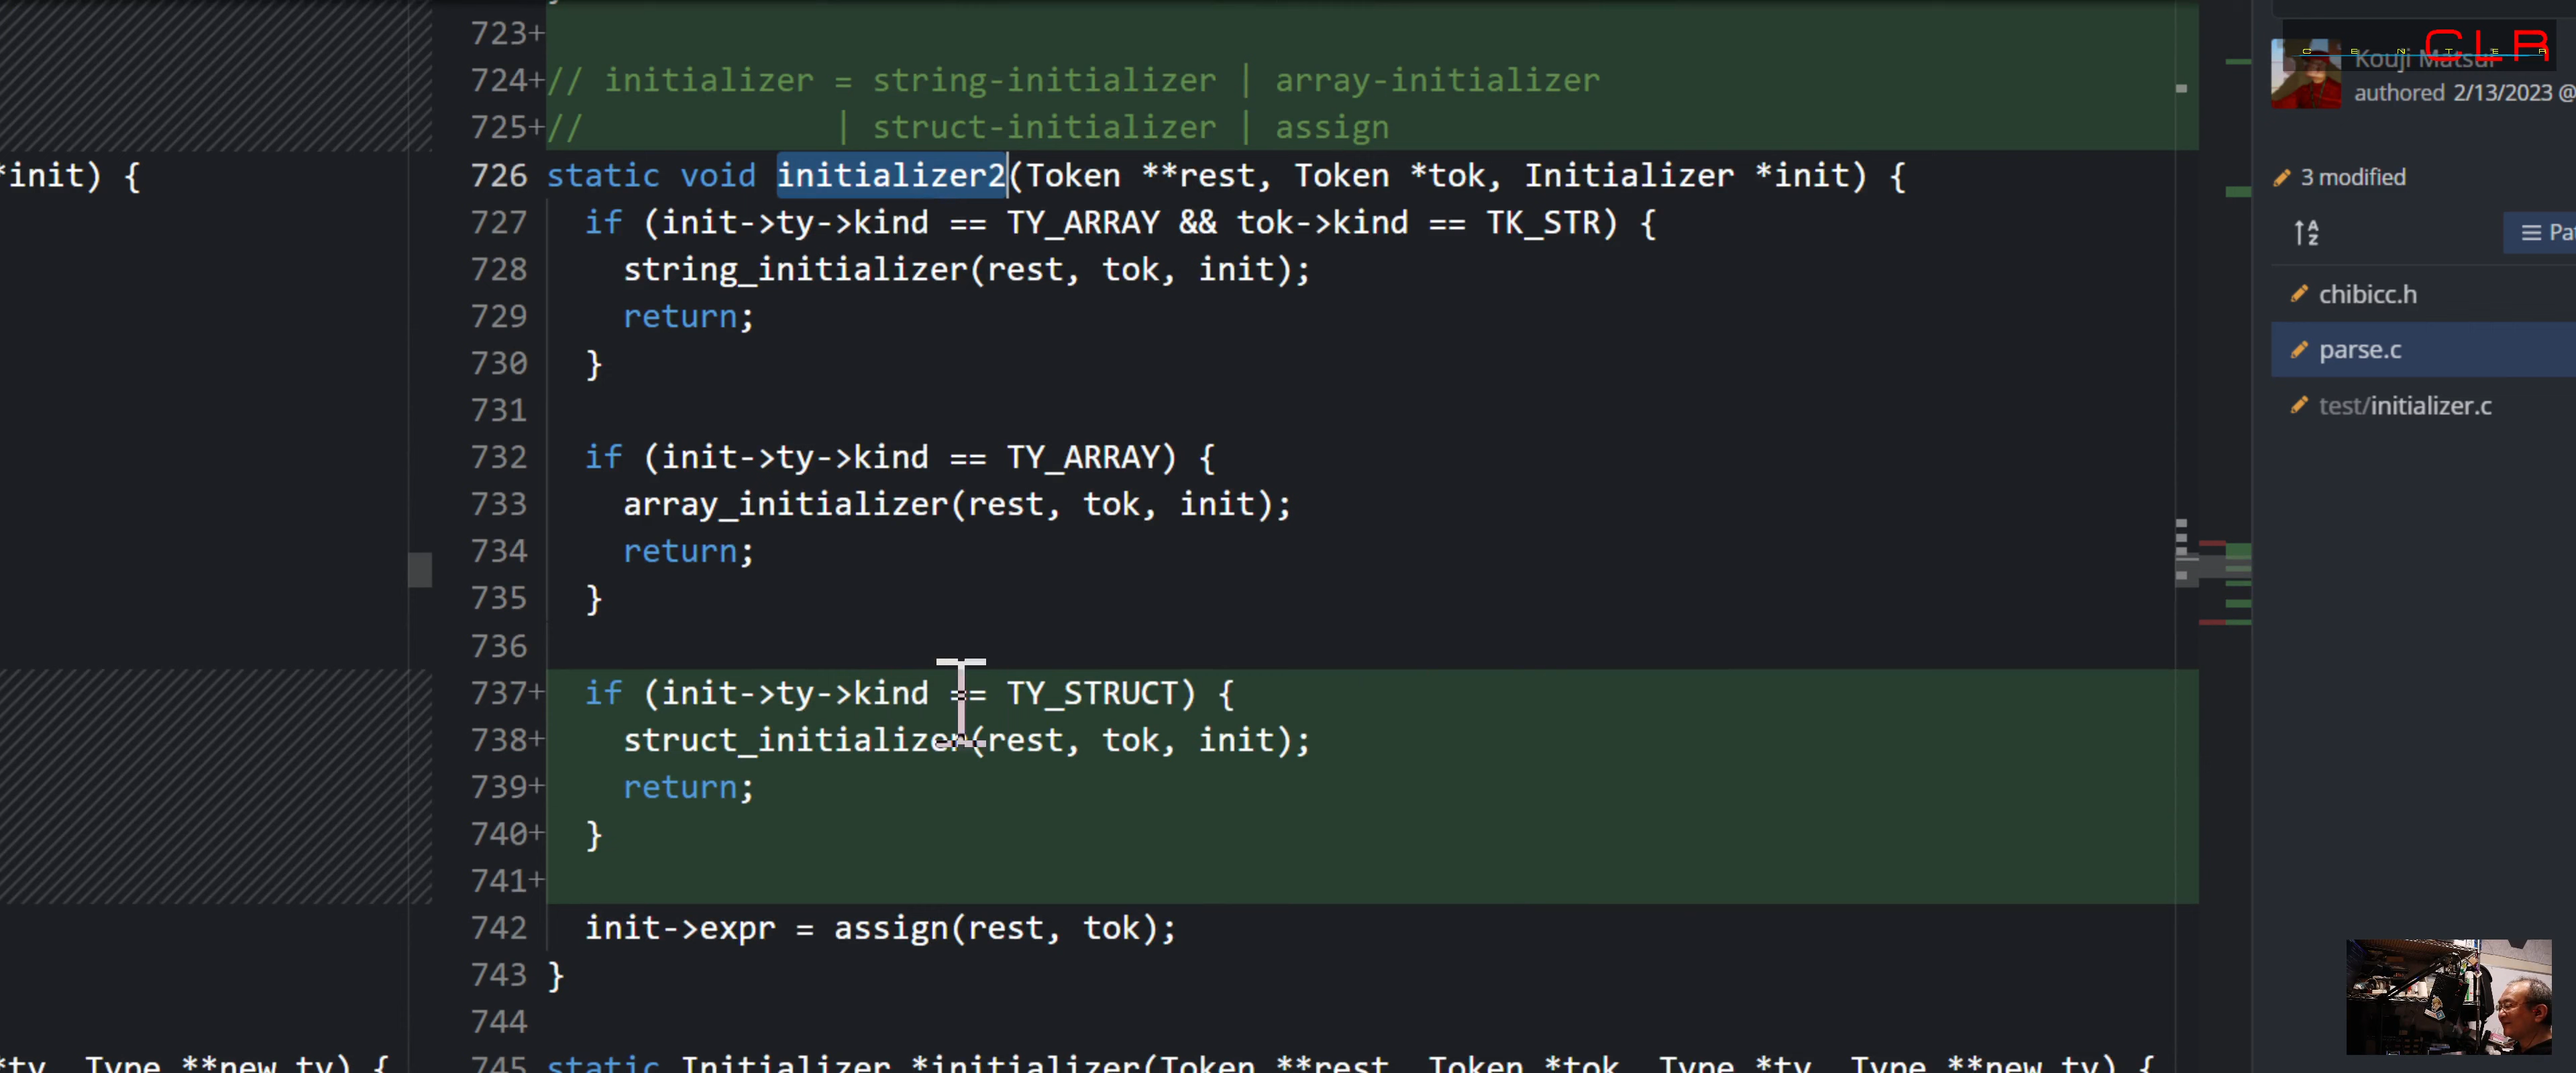 723+
724+ // initializer = string-initializer | array-initializer
725+ //             | struct-initializer | assign
*init) {
726 static void initializer2(Token **rest, Token *tok, Initializer *init) {
727   if (init->ty->kind == TY_ARRAY && tok->kind == TK_STR) {
728     string_initializer(rest, tok, init);
729     return;
730   }
731
732   if (init->ty->kind == TY_ARRAY) {
733     array_initializer(rest, tok, init);
734     return;
735   }
736
737+   if (init->ty->kind == TY_STRUCT) {
738+     struct_initializer(rest, tok, init);
739+     return;
740+   }
741+
742   init->expr = assign(rest, tok);
743 }
744
*ty, Type **new_ty) {
745 static Initializer *initializer(Token **rest, Token *tok, Type *ty, Type **new_ty) {
CENTER CLR
Kouji Matsui
authored 2/13/2023 @
3 modified
A
Z
Pat
chibicc.h
parse.c
test/initializer.c